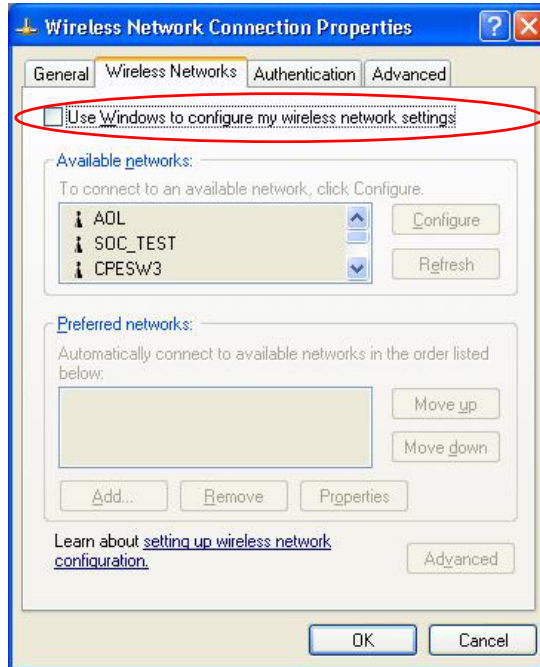 Wireless Network Connection Properties
General Wireless Networks Authentication Advanced
Use Windows to configure my wireless network settings
Available networks:
To connect to an available network, click Configure.
AOL
SOC_TEST
CPESW3
Configure
Refresh
Preferred networks:
Automatically connect to available networks in the order listed
below:
Move up
Move down
Add... Remove Properties
Learn about setting up wireless network
configuration.
Advanced
OK Cancel